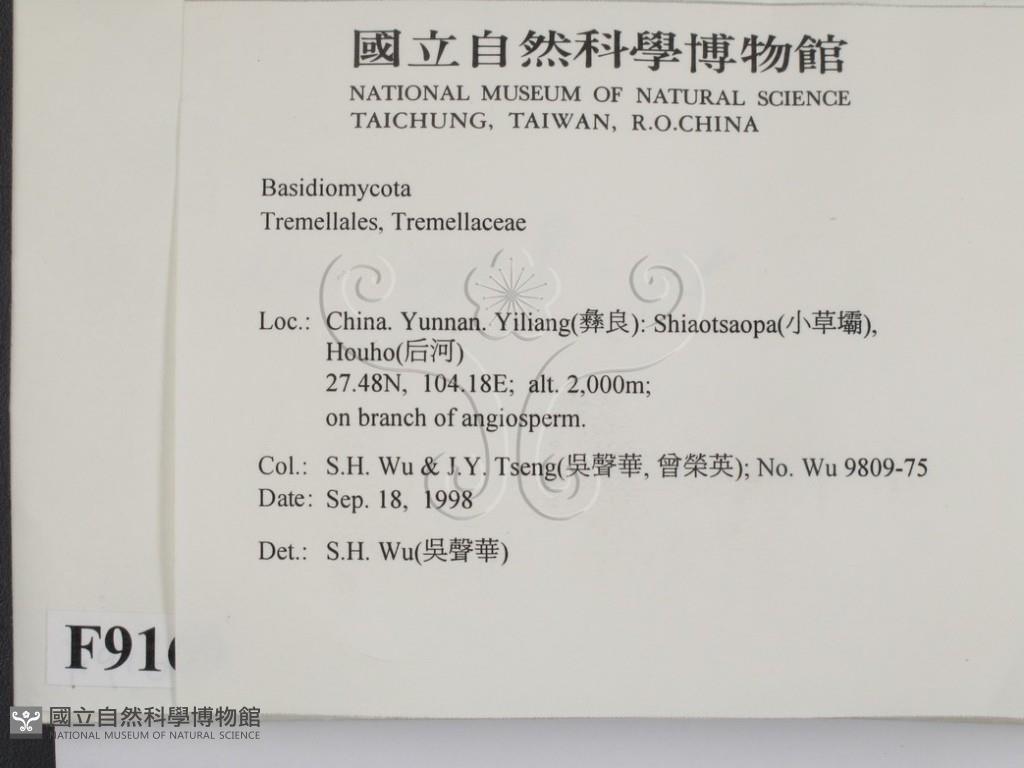 國立自然科學博物館
NATIONAL MUSEUM OF NATURAL SCIENCE
TAICHUNG, TAIWAN, R.O.CHINA
Basidiomycota
Tremellales, Tremellaceae
Loc.: China. Yunnan. Yiliang(彝良): Shiaotsaopa(小草壩),
Houho(后河)
27.48N, 104.18E; alt. 2,000m;
on branch of angiosperm.
Col.: S.H. Wu & J.Y. Tseng(吳聲華, 曾榮英); No. Wu 9809-75
Date: Sep. 18, 1998
Det.: S.H. Wu(吳聲華)
F91
國立自然科學博物館
NATIONAL MUSEUM OF NATURAL SCIENCE